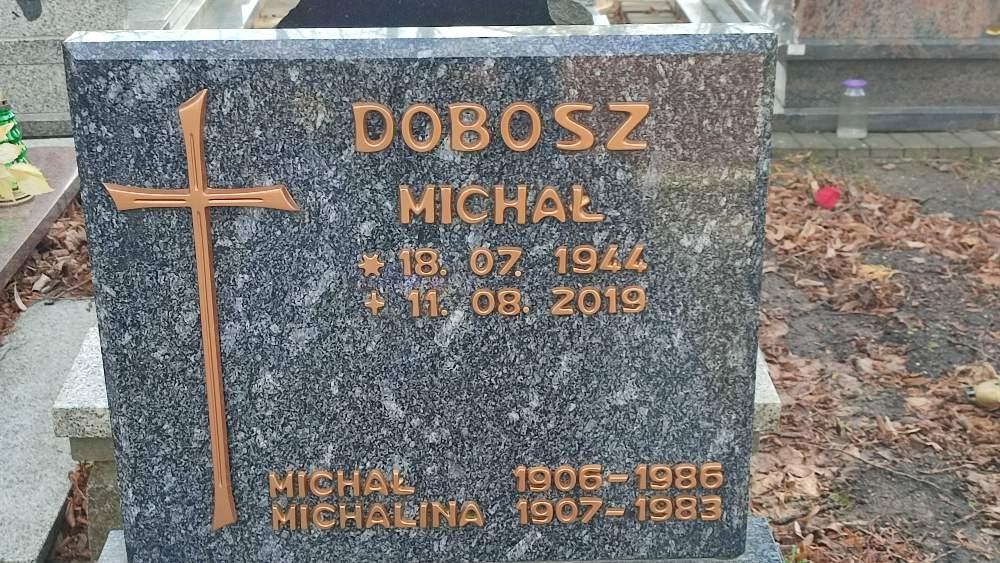 DOBOSZ
MICHAŁ
* 18. 07. 1944
+ 11. 08. 2019
MICHAŁ 1906-1986
MICHALINA 1907-1983